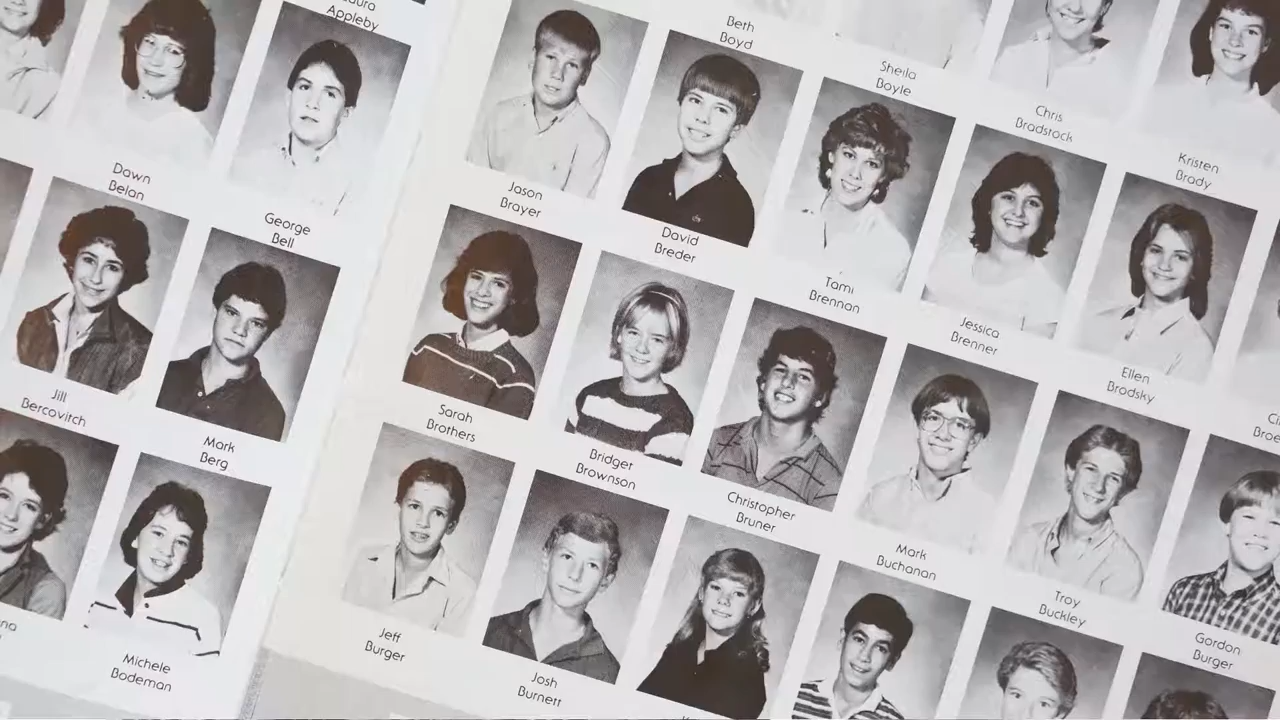 Laura
Appleby
Dawn
Belan
George
Bell
Jill
Bercovitch
Mark
Berg
Michele
Bodeman
Beth
Boyd
Sheila
Boyle
Chris
Bradstock
Kristen
Brady
Jason
Brayer
David
Breder
Tami
Brennan
Jessica
Brenner
Ellen
Brodsky
Sarah
Brothers
Bridget
Brownson
Christopher
Bruner
Mark
Buchanan
Troy
Buckley
Gordon
Burger
Jeff
Burger
Josh
Burnett